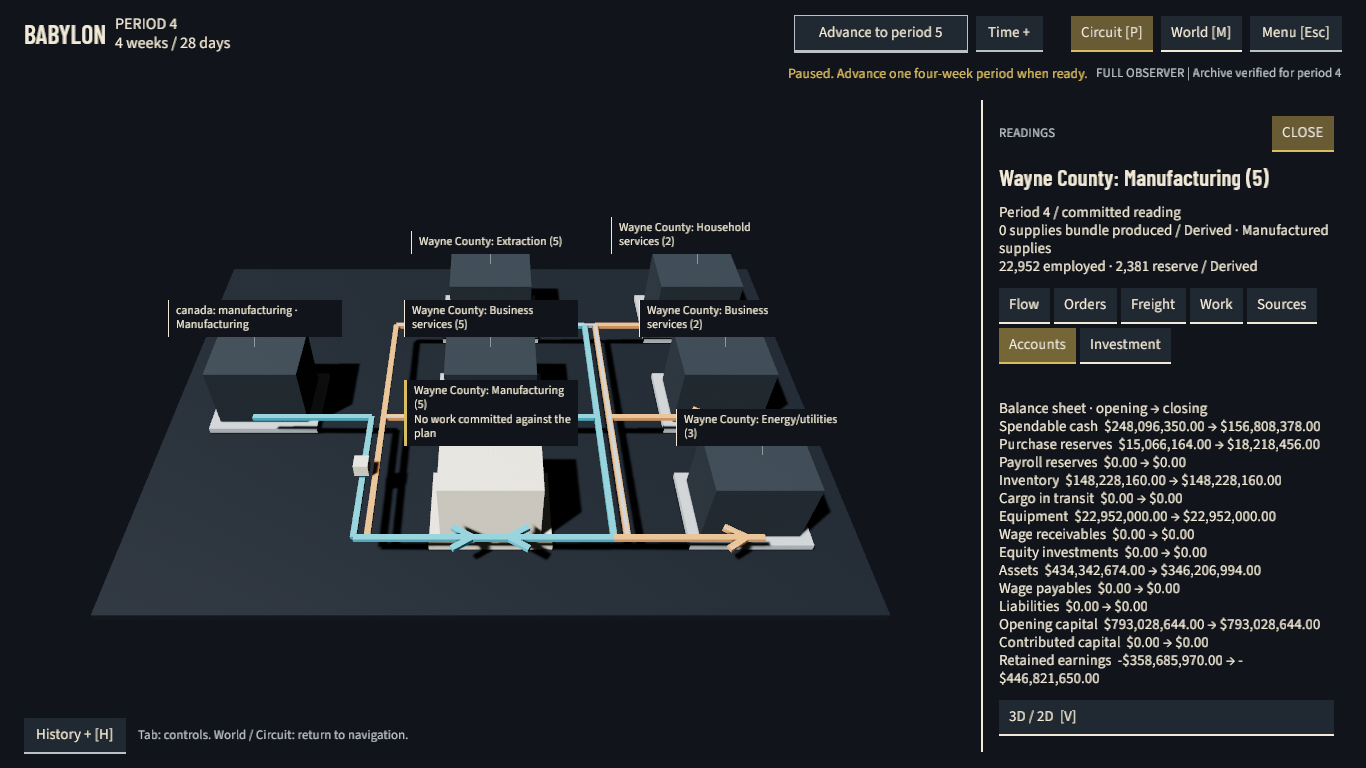 BABYLON
PERIOD 4
4 weeks / 28 days
Advance to period 5
Time +
Circuit [P]
World [M]
Menu [Esc]
Paused. Advance one four-week period when ready.
FULL OBSERVER | Archive verified for period 4
READINGS
CLOSE
Wayne County: Manufacturing (5)
Period 4 / committed reading
0 supplies bundle produced / Derived · Manufactured
supplies
22,952 employed · 2,381 reserve / Derived
Flow
Orders
Freight
Work
Sources
Accounts
Investment
Balance sheet · opening → closing
Spendable cash $248,096,350.00 → $156,808,378.00
Purchase reserves $15,066,164.00 → $18,218,456.00
Payroll reserves $0.00 → $0.00
Inventory $148,228,160.00 → $148,228,160.00
Cargo in transit $0.00 → $0.00
Equipment $22,952,000.00 → $22,952,000.00
Wage receivables $0.00 → $0.00
Equity investments $0.00 → $0.00
Assets $434,342,674.00 → $346,206,994.00
Wage payables $0.00 → $0.00
Liabilities $0.00 → $0.00
Opening capital $793,028,644.00 → $793,028,644.00
Contributed capital $0.00 → $0.00
Retained earnings -$358,685,970.00 → -
$446,821,650.00
3D / 2D [V]
Wayne County: Extraction (5)
Wayne County: Household
services (2)
canada: manufacturing ·
Manufacturing
Wayne County: Business
services (5)
Wayne County: Business
services (2)
Wayne County: Manufacturing
(5)
No work committed against the
plan
Wayne County: Energy/utilities
(3)
History + [H]
Tab: controls. World / Circuit: return to navigation.